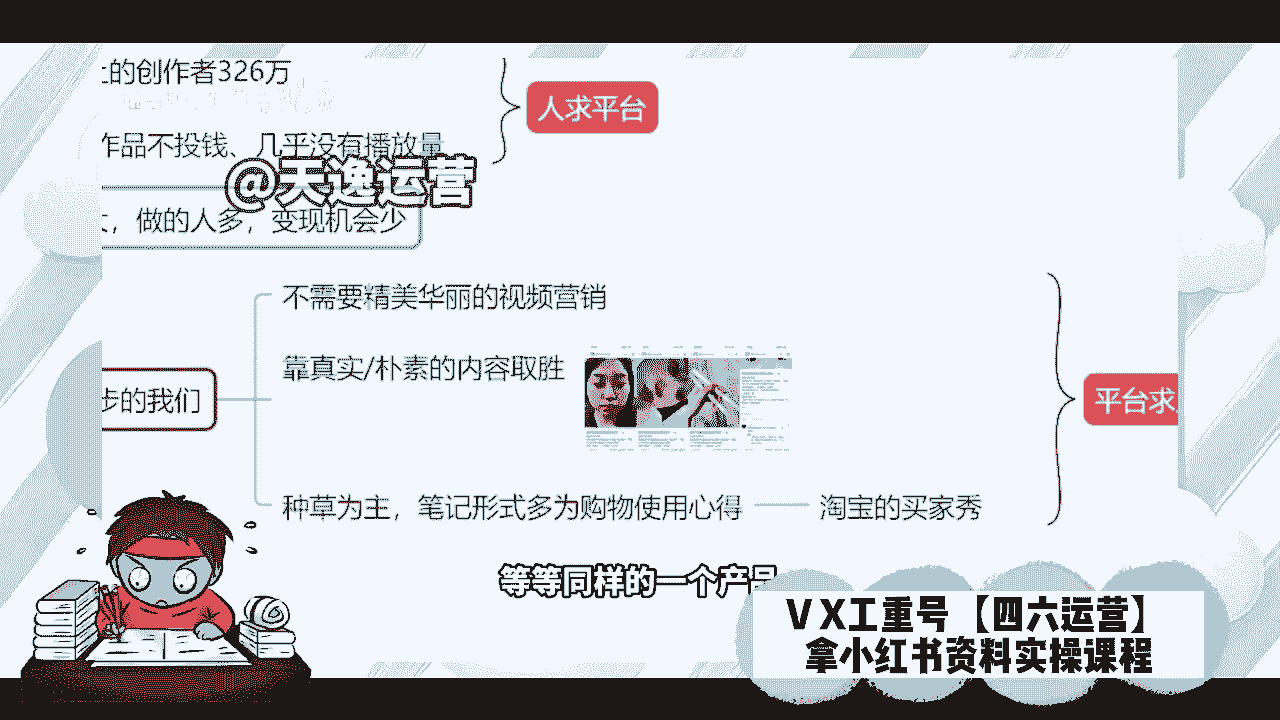 的创作者326万
人求平台
作品不投钱、几乎没有播放量
@天逸运营
，做的人多，变现机会少
不需要精美华丽的视频营销
靠真实/朴素的内容取胜
步的我们
平台求
种草为主，笔记形式多为购物使用心得
淘宝的买家秀
等等同样的一个产品
VX工重号【四六运营】
拿小红书资料实操课程